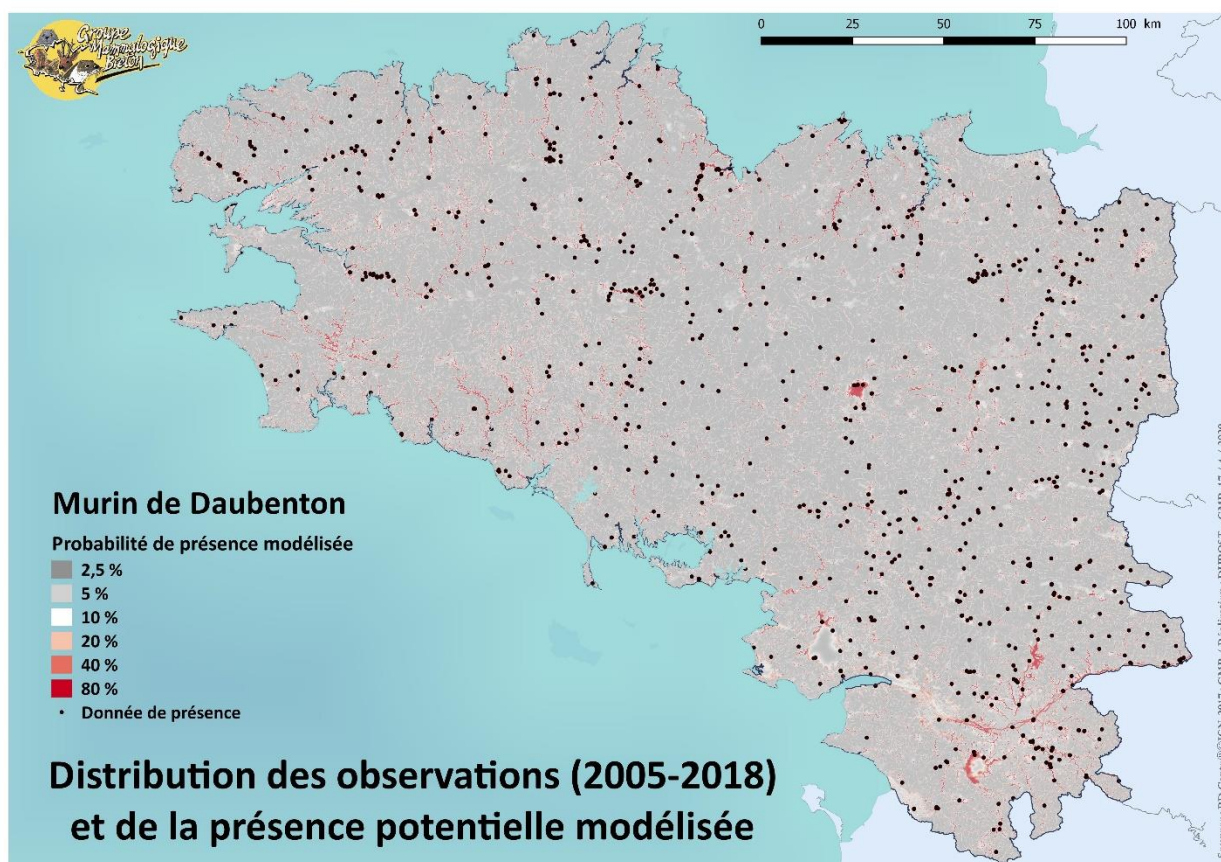 Groupe
Mammalogique
Breton
0 25 50 75 100 km
Murin de Daubenton
Probabilité de présence modélisée
2,5 %
5 %
10 %
20 %
40 %
80 %
Donnée de présence
Distribution des observations (2005-2018)
et de la présence potentielle modélisée